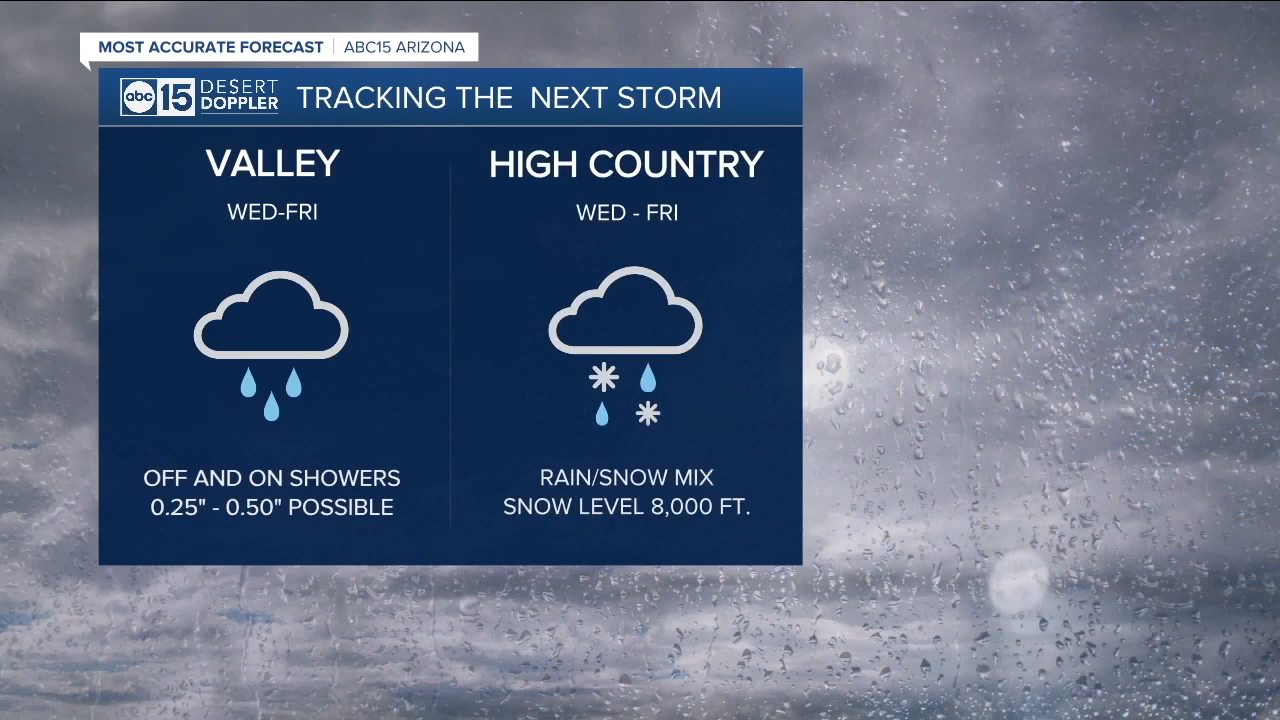 MOST ACCURATE FORECAST | ABC15 ARIZONA
abc 15 DESERT DOPPLER
TRACKING THE NEXT STORM
VALLEY
WED-FRI
OFF AND ON SHOWERS
0.25" - 0.50" POSSIBLE
HIGH COUNTRY
WED - FRI
RAIN/SNOW MIX
SNOW LEVEL 8,000 FT.